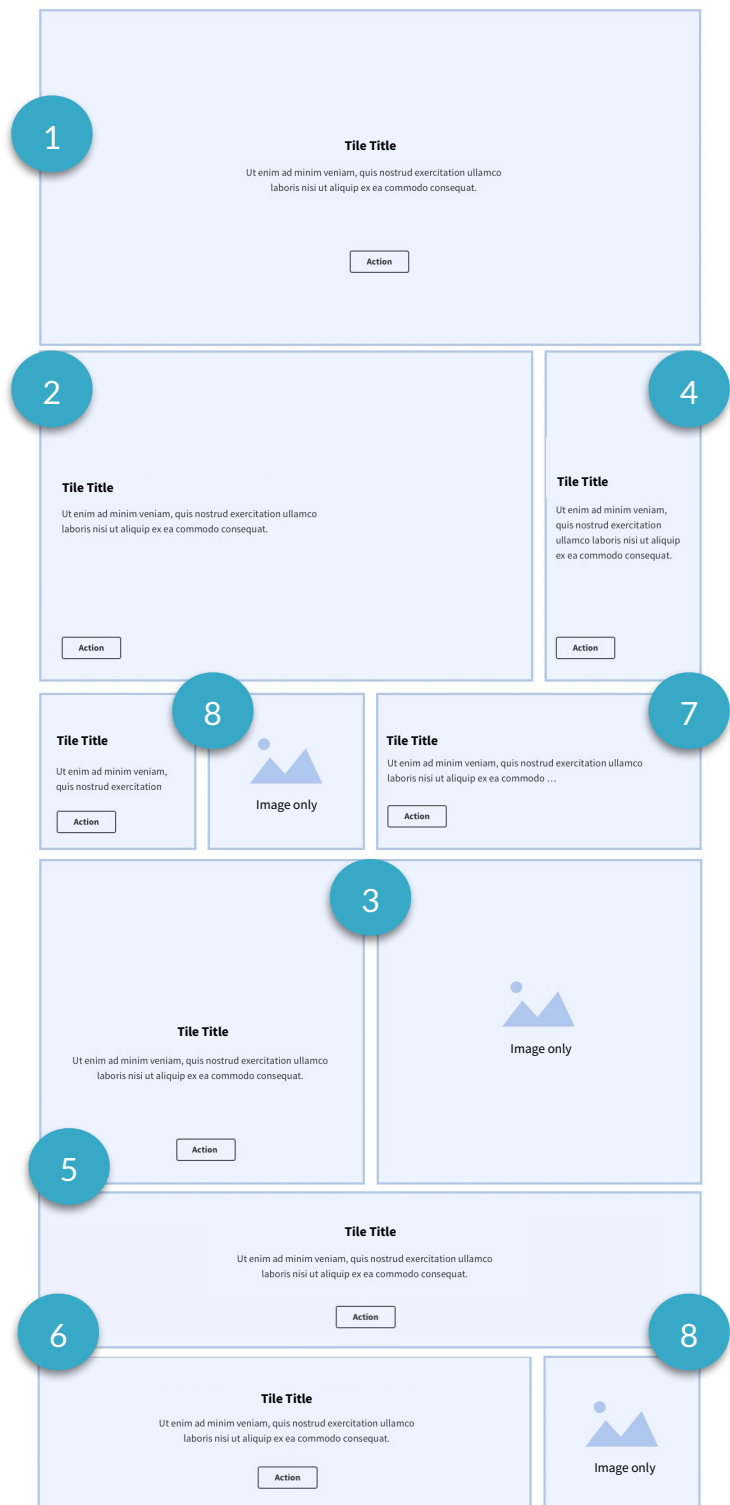 1
Tile Title
Ut enim ad minim veniam, quis nostrud exercitation ullamco
laboris nisi ut aliquip ex ea commodo consequat.
Action
2
Tile Title
Ut enim ad minim veniam, quis nostrud exercitation ullamco
laboris nisi ut aliquip ex ea commodo consequat.
Action
4
Tile Title
Ut enim ad minim veniam,
quis nostrud exercitation
ullamco laboris nisi ut aliquip
ex ea commodo consequat.
Action
8
Tile Title
Ut enim ad minim veniam,
quis nostrud exercitation
Action
Image only
7
Tile Title
Ut enim ad minim veniam, quis nostrud exercitation ullamco
laboris nisi ut aliquip ex ea commodo ...
Action
3
Tile Title
Ut enim ad minim veniam, quis nostrud exercitation ullamco
laboris nisi ut aliquip ex ea commodo consequat.
Action
Image only
5
Tile Title
Ut enim ad minim veniam, quis nostrud exercitation ullamco
laboris nisi ut aliquip ex ea commodo consequat.
Action
6
Tile Title
Ut enim ad minim veniam, quis nostrud exercitation ullamco
laboris nisi ut aliquip ex ea commodo consequat.
Action
8
Image only